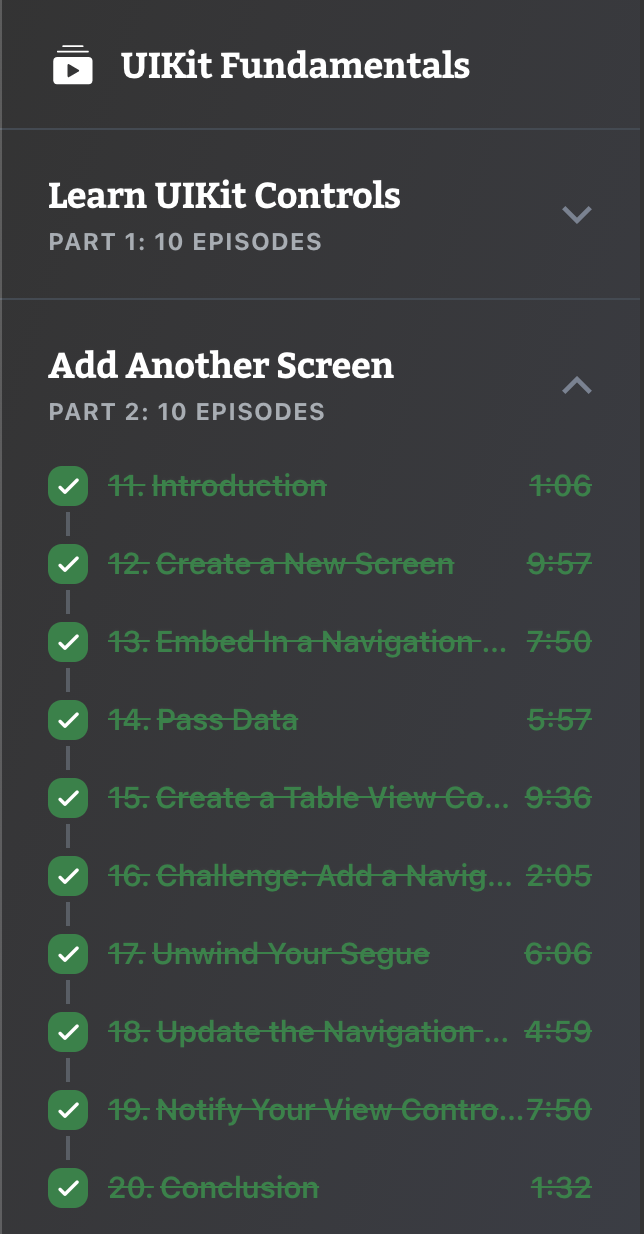 UIKit Fundamentals
Learn UIKit Controls
PART 1: 10 EPISODES
Add Another Screen
PART 2: 10 EPISODES
11. Introduction 1:06
12. Create a New Screen 9:57
13. Embed In a Navigation ... 7:50
14. Pass Data 5:57
15. Create a Table View Co... 9:36
16. Challenge: Add a Navig... 2:05
17. Unwind Your Segue 6:06
18. Update the Navigation ... 4:59
19. Notify Your View Contro... 7:50
20. Conclusion 1:32